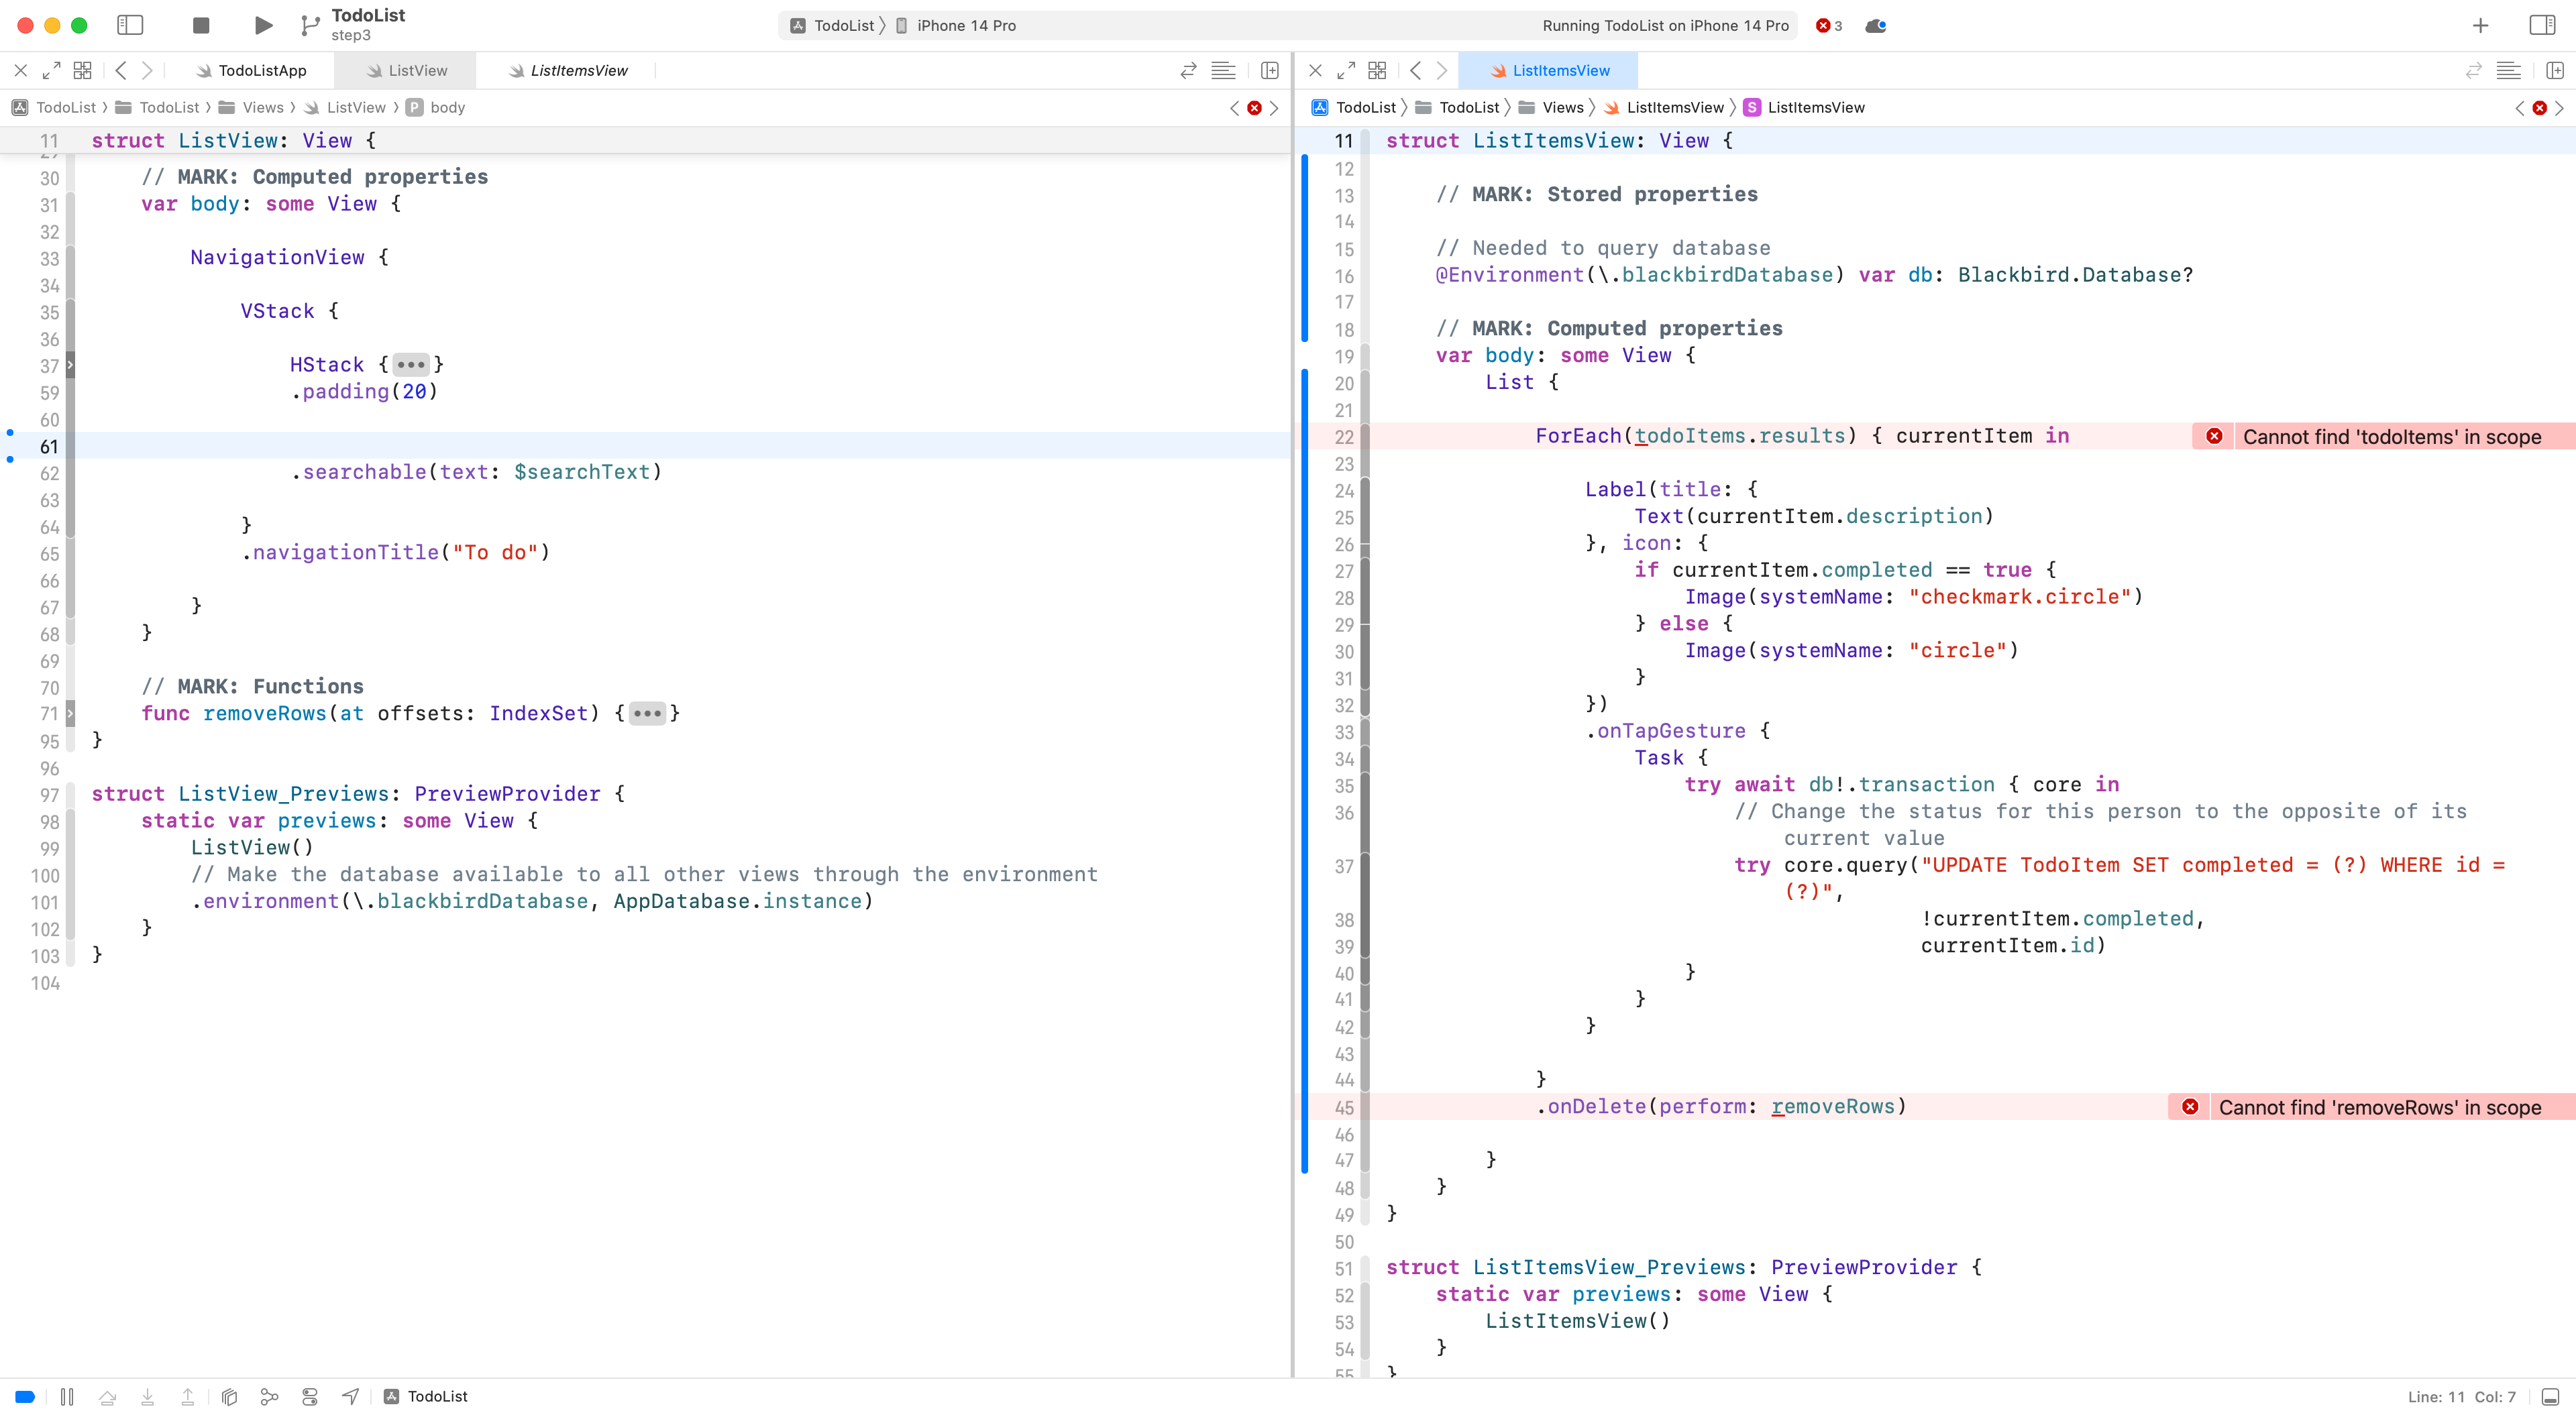 TodoList
step3
TodoList 〉 iPhone 14 Pro
Running TodoList on iPhone 14 Pro
3
TodoListApp
ListView
ListItemsView
TodoList 〉 TodoList 〉 Views 〉 ListView 〉 P body
11 struct ListView: View {
30 // MARK: Computed properties
31 var body: some View {
32
33 NavigationView {
34
35 VStack {
36
37 HStack {•••}
59 .padding(20)
60
61
62 .searchable(text: $searchText)
63
64 }
65 .navigationTitle("To do")
66
67 }
68 }
69
70 // MARK: Functions
71 func removeRows(at offsets: IndexSet) {•••}
95 }
96
97 struct ListView_Previews: PreviewProvider {
98 static var previews: some View {
99 ListView()
100 // Make the database available to all other views through the environment
101 .environment(\.blackbirdDatabase, AppDatabase.instance)
102 }
103 }
104
ListItemsView
TodoList 〉 TodoList 〉 Views 〉 ListItemsView 〉 S ListItemsView
11 struct ListItemsView: View {
12
13 // MARK: Stored properties
14
15 // Needed to query database
16 @Environment(\.blackbirdDatabase) var db: Blackbird.Database?
17
18 // MARK: Computed properties
19 var body: some View {
20 List {
21
22 ForEach(todoItems.results) { currentItem in
Cannot find 'todoItems' in scope
23
24 Label(title: {
25 Text(currentItem.description)
26 }, icon: {
27 if currentItem.completed == true {
28 Image(systemName: "checkmark.circle")
29 } else {
30 Image(systemName: "circle")
31 }
32 })
33 .onTapGesture {
34 Task {
35 try await db!.transaction { core in
36 // Change the status for this person to the opposite of its
current value
37 try core.query("UPDATE TodoItem SET completed = (?) WHERE id =
(?)",
38 !currentItem.completed,
39 currentItem.id)
40 }
41 }
42 }
43
44 }
45 .onDelete(perform: removeRows)
Cannot find 'removeRows' in scope
46
47 }
48 }
49 }
50
51 struct ListItemsView_Previews: PreviewProvider {
52 static var previews: some View {
53 ListItemsView()
54 }
55 }
TodoList
Line: 11 Col: 7